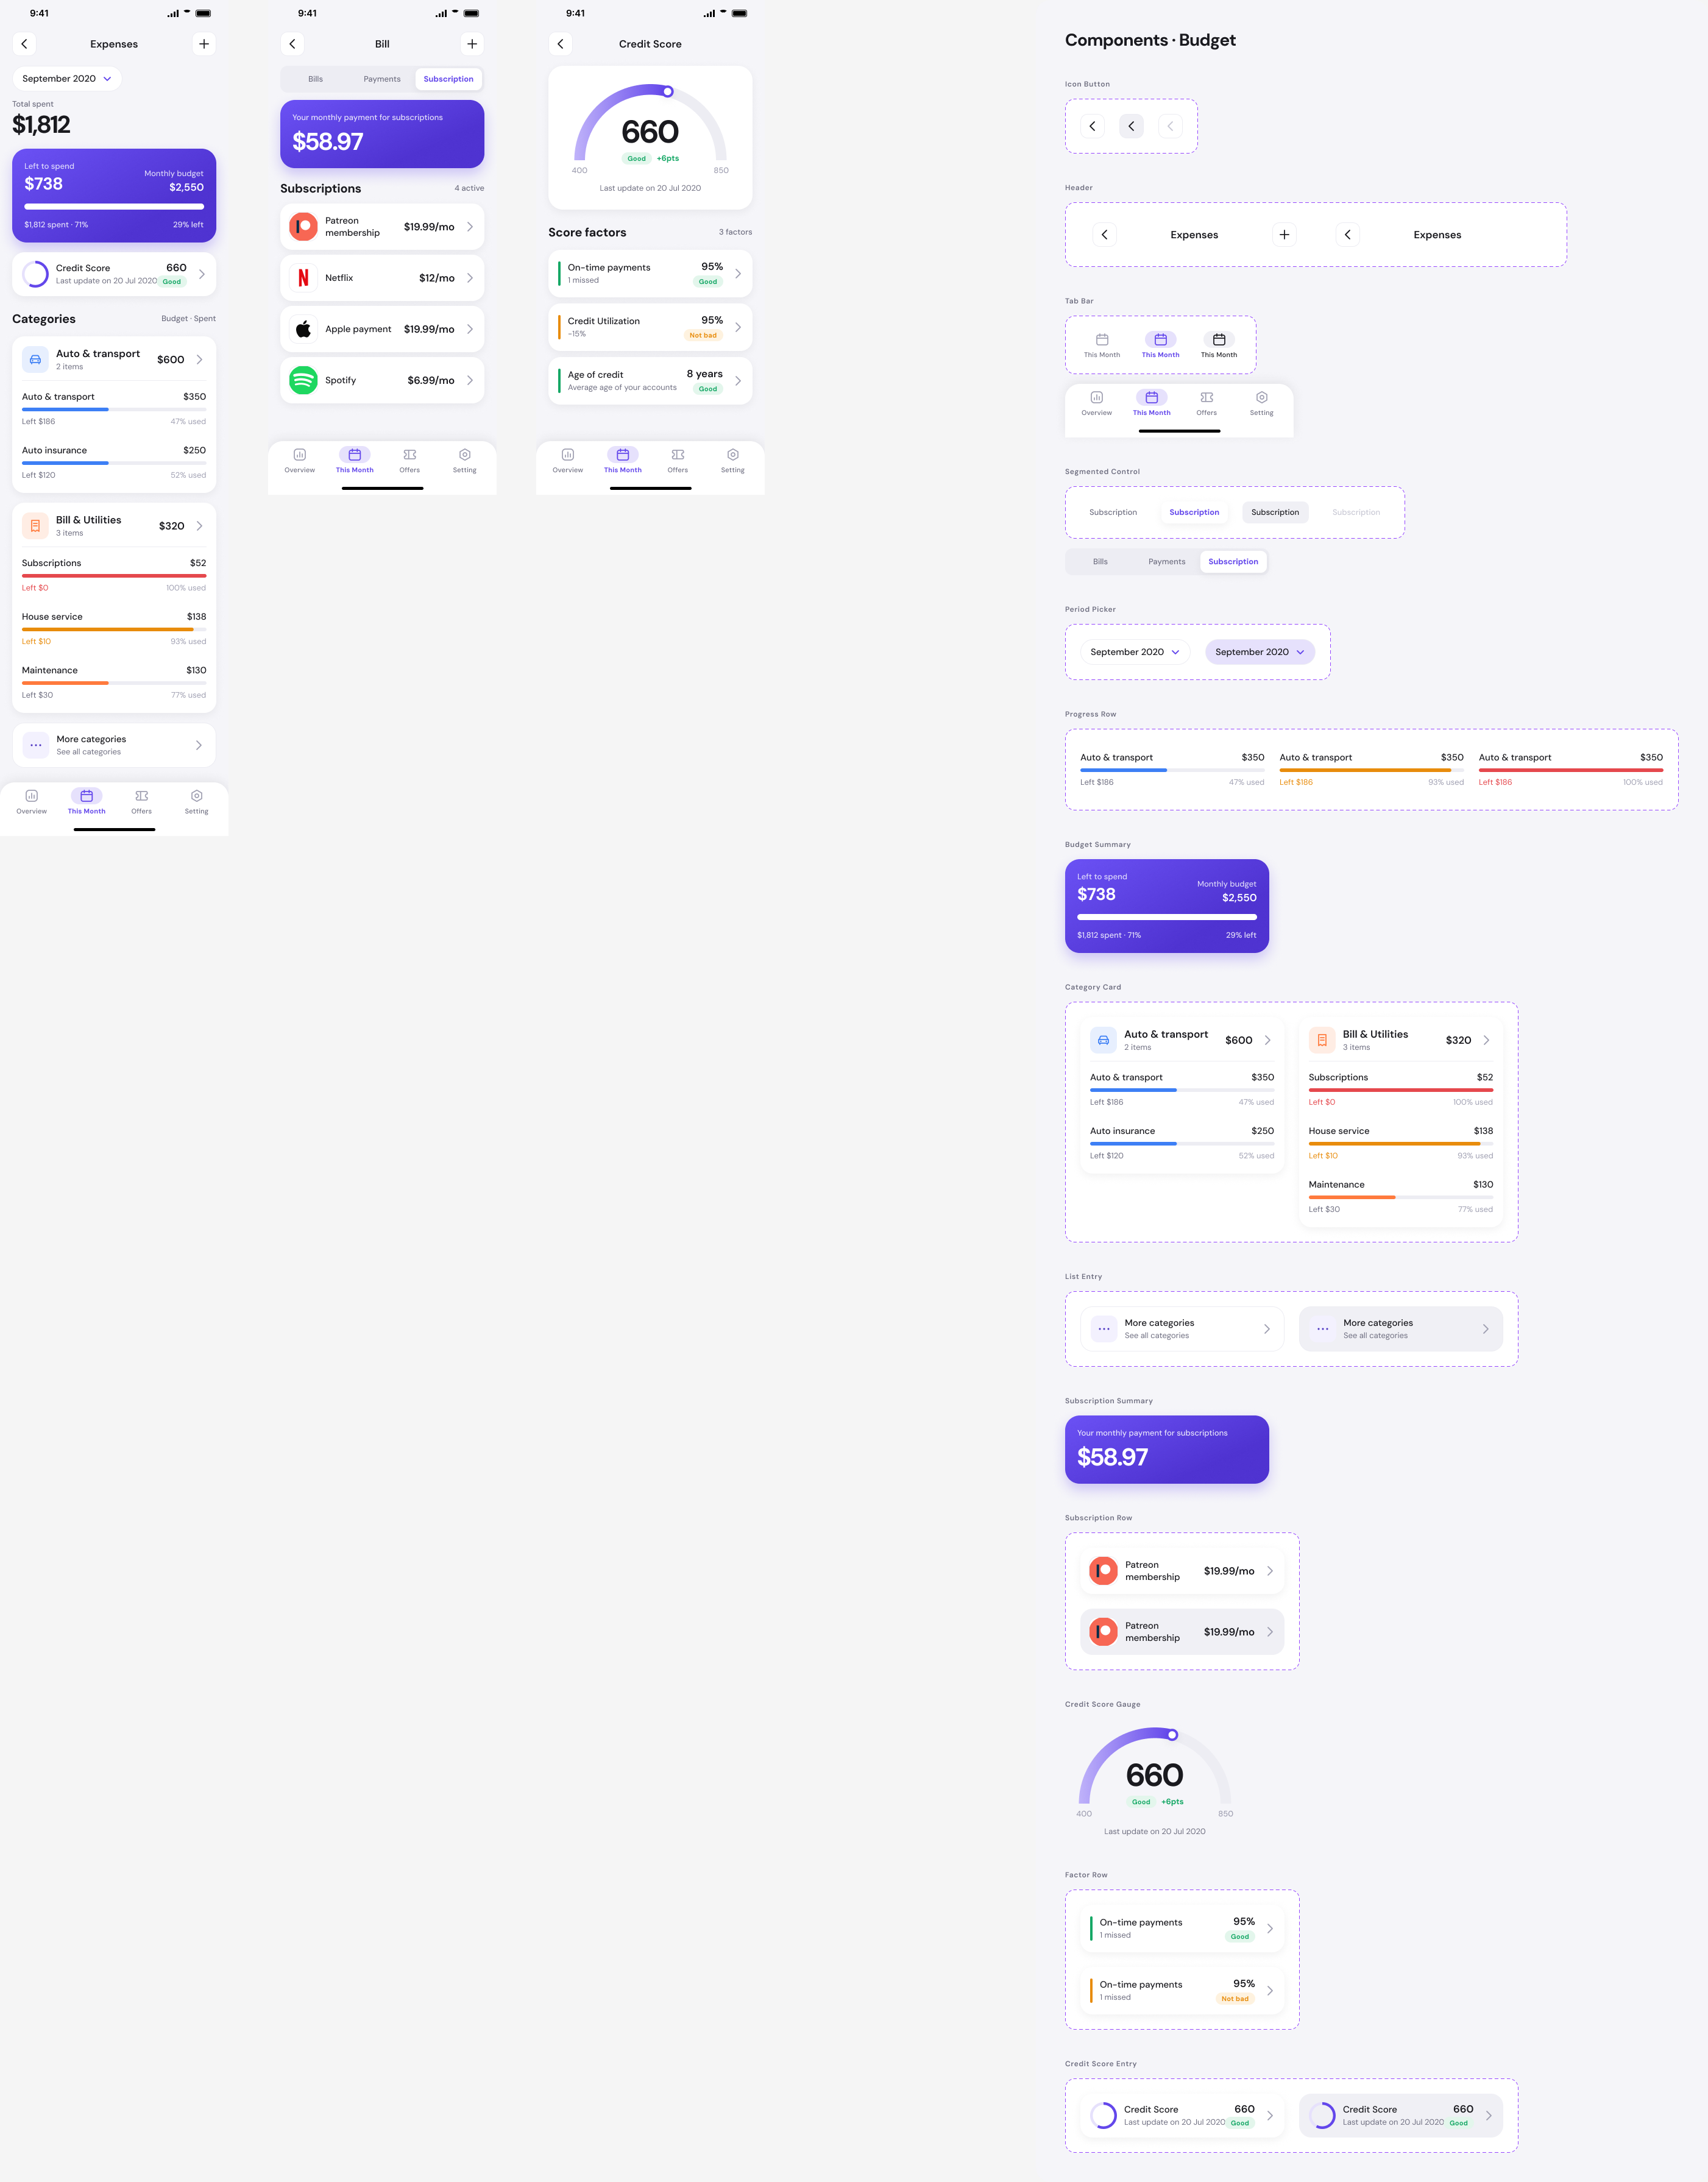 9:41
Expenses
September 2020
Total spent
$1,812
Left to spend
$738
Monthly budget
$2,550
$1,812 spent · 71%
29% left
Credit Score
Last update on 20 Jul 2020
660
Good
Categories
Budget · Spent
Auto & transport
2 items
$600
Auto & transport
$350
Left $186
47% used
Auto insurance
$250
Left $120
52% used
Bill & Utilities
3 items
$320
Subscriptions
$52
Left $0
100% used
House service
$138
Left $10
93% used
Maintenance
$130
Left $30
77% used
More categories
See all categories
Overview
This Month
Offers
Setting
9:41
Bill
Bills
Payments
Subscription
Your monthly payment for subscriptions
$58.97
Subscriptions
4 active
Patreon
membership
$19.99/mo
Netflix
$12/mo
Apple payment
$19.99/mo
Spotify
$6.99/mo
Overview
This Month
Offers
Setting
9:41
Credit Score
660
Good
+6pts
400
850
Last update on 20 Jul 2020
Score factors
3 factors
On-time payments
1 missed
95%
Good
Credit Utilization
~15%
95%
Not bad
Age of credit
Average age of your accounts
8 years
Good
Overview
This Month
Offers
Setting
Components · Budget
Icon Button
Header
Expenses
Expenses
Tab Bar
This Month
This Month
This Month
Overview
This Month
Offers
Setting
Segmented Control
Subscription
Subscription
Subscription
Subscription
Bills
Payments
Subscription
Period Picker
September 2020
September 2020
Progress Row
Auto & transport
$350
Left $186
47% used
Auto & transport
$350
Left $186
93% used
Auto & transport
$350
Left $186
100% used
Budget Summary
Left to spend
$738
Monthly budget
$2,550
$1,812 spent · 71%
29% left
Category Card
Auto & transport
2 items
$600
Auto & transport
$350
Left $186
47% used
Auto insurance
$250
Left $120
52% used
Bill & Utilities
3 items
$320
Subscriptions
$52
Left $0
100% used
House service
$138
Left $10
93% used
Maintenance
$130
Left $30
77% used
List Entry
More categories
See all categories
More categories
See all categories
Subscription Summary
Your monthly payment for subscriptions
$58.97
Subscription Row
Patreon
membership
$19.99/mo
Patreon
membership
$19.99/mo
Credit Score Gauge
660
Good
+6pts
400
850
Last update on 20 Jul 2020
Factor Row
On-time payments
1 missed
95%
Good
On-time payments
1 missed
95%
Not bad
Credit Score Entry
Credit Score
Last update on 20 Jul 2020
660
Good
Credit Score
Last update on 20 Jul 2020
660
Good